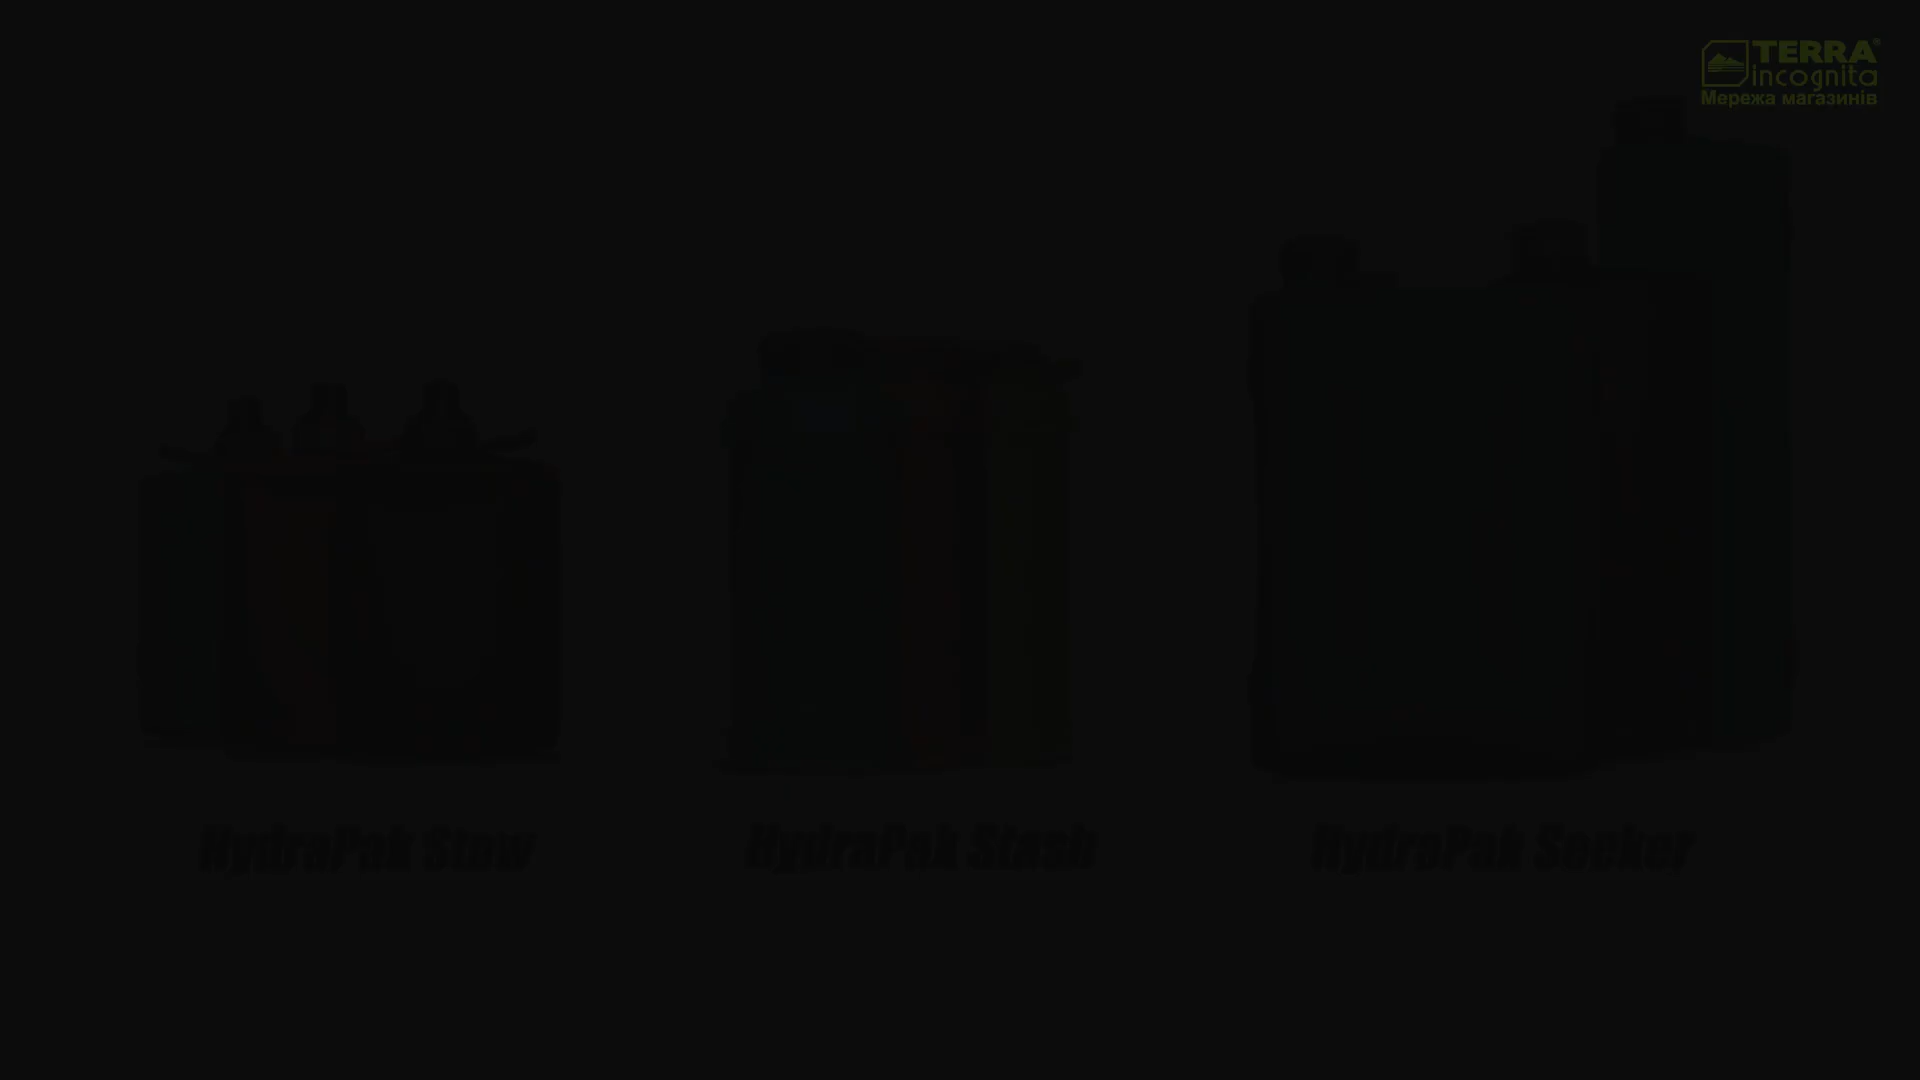 TERRA®
incognita
Мережа магазинів
HydraPak Stow
HydraPak Stash
HydraPak Seeker